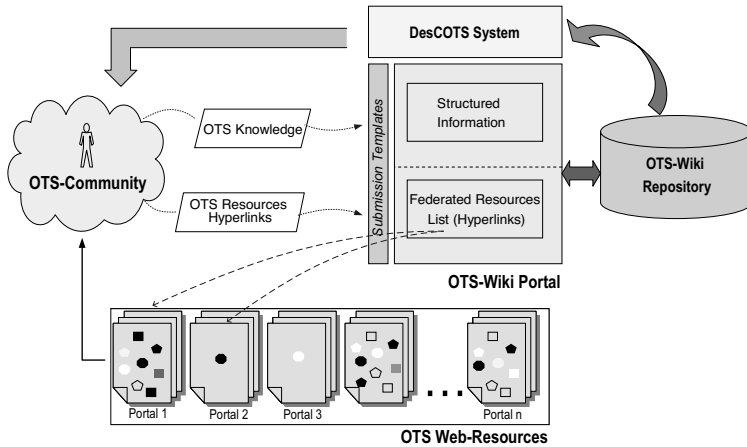 DesCOTS System
OTS-Community
OTS Knowledge
OTS Resources
Hyperlinks
Submission Templates
Structured
Information
Federated Resources
List (Hyperlinks)
OTS-Wiki
Repository
OTS-Wiki Portal
Portal 1
Portal 2
Portal 3
. . .
Portal n
OTS Web-Resources